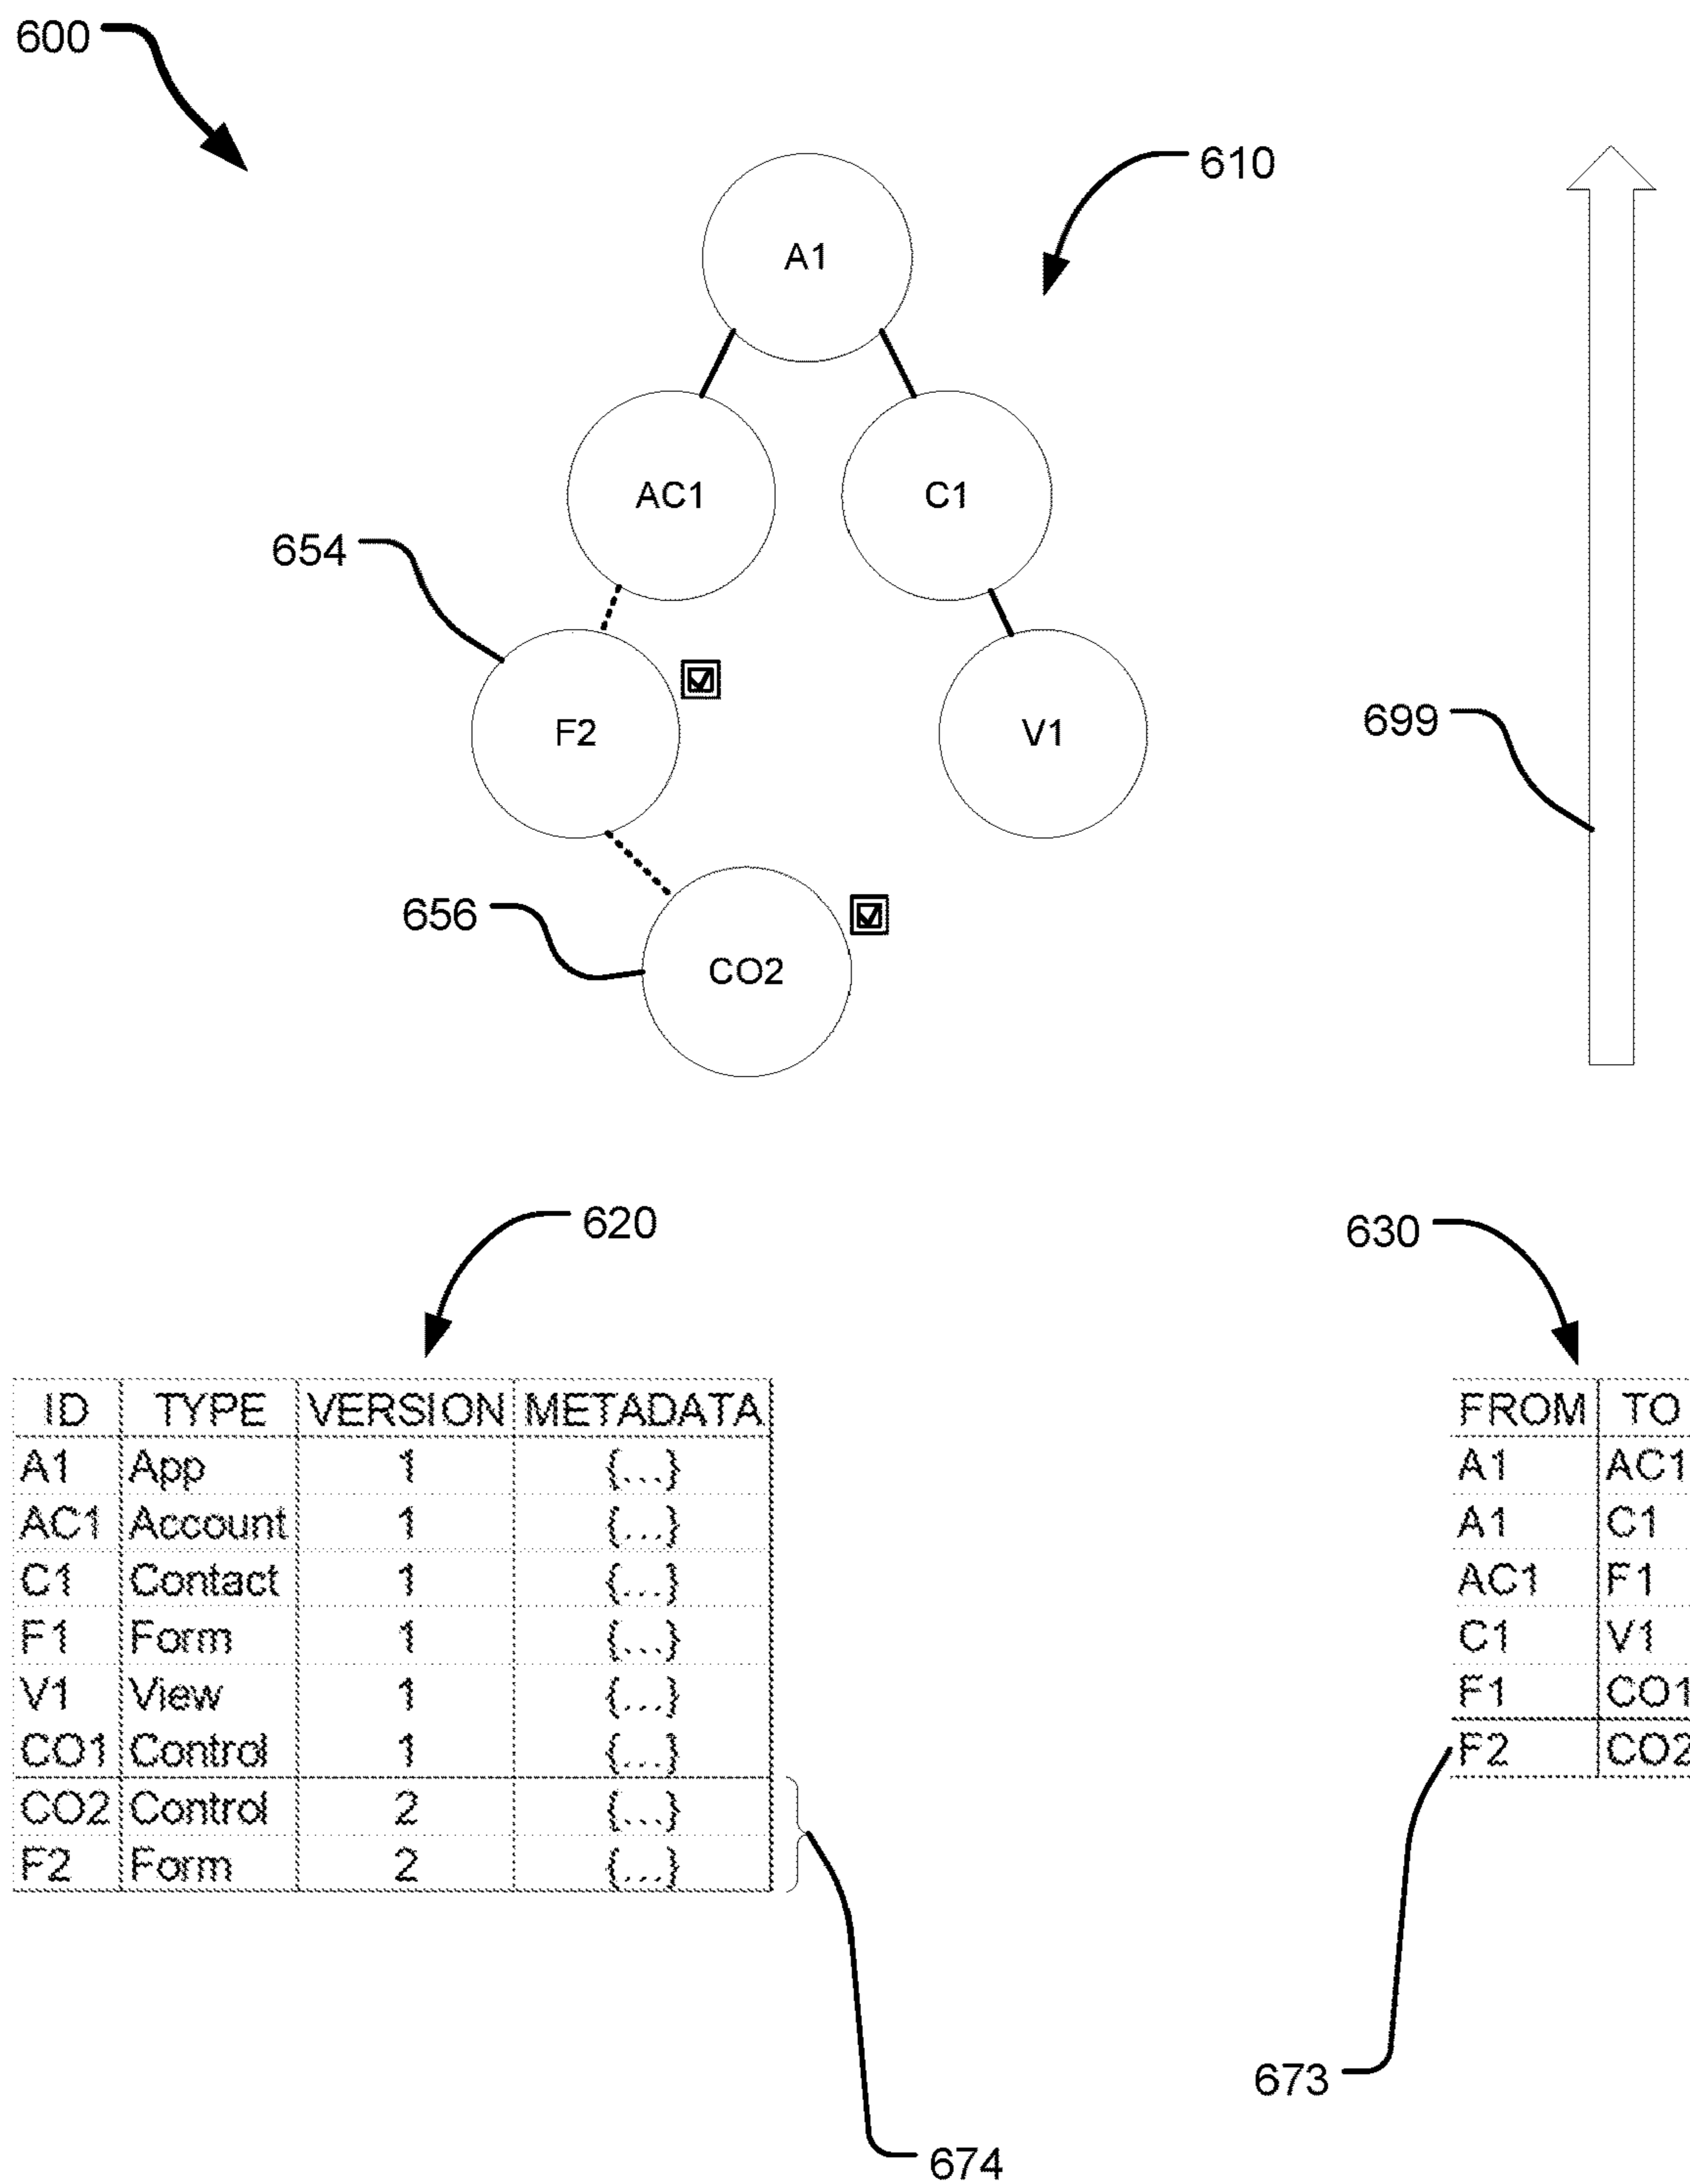 600
610
A1
AC1
C1
654
F2
V1
699
656
CO2
620
630
ID TYPE VERSION METADATA
A1 App 1 {...}
AC1 Account 1 {...}
C1 Contact 1 {...}
F1 Form 1 {...}
V1 View 1 {...}
CO1 Control 1 {...}
CO2 Control 2 {...}
F2 Form 2 {...}
FROM TO
A1 AC1
A1 C1
AC1 F1
C1 V1
F1 CO1
F2 CO2
673
674